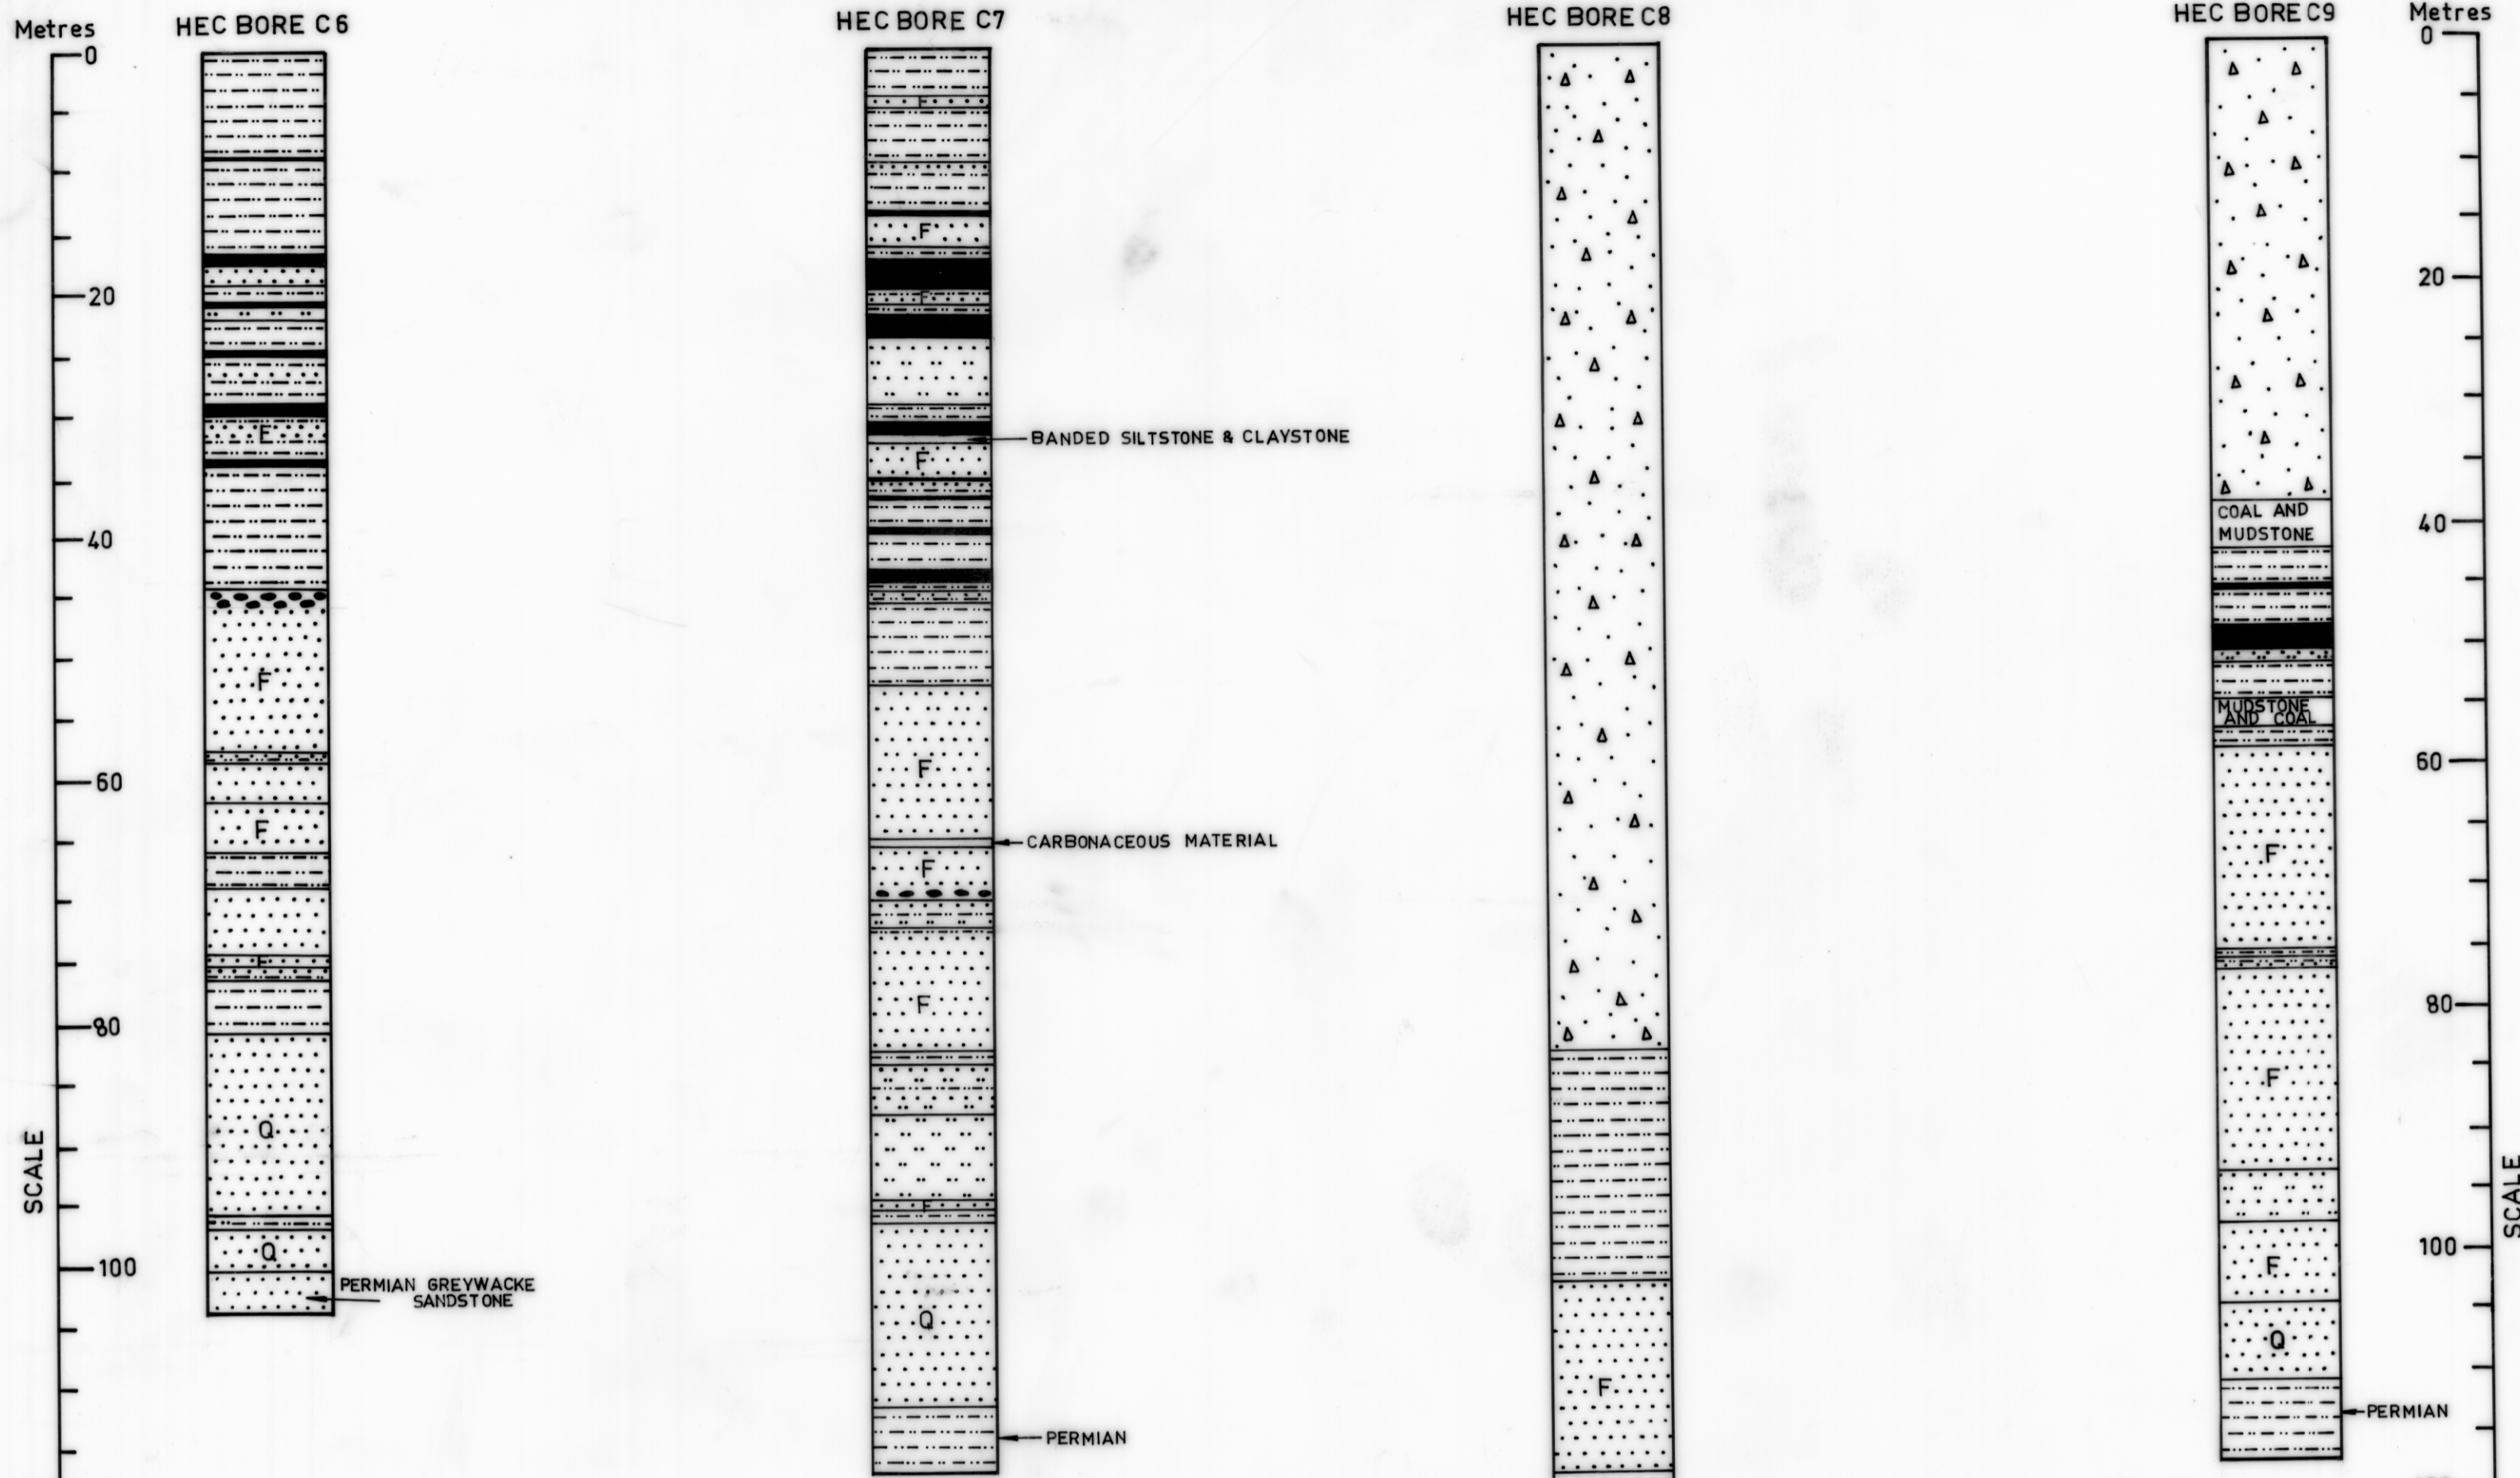 Metres
HEC BORE C6
HEC BORE C7
HEC BORE C8
HEC BORE C9
Metres
0
20
40
60
80
100
SCALE
F
F
F
F
Q
Q
PERMIAN GREYWACKE
SANDSTONE
F
F
F
BANDED SILTSTONE & CLAYSTONE
F
F
CARBONACEOUS MATERIAL
F
F
F
Q
PERMIAN
F
COAL AND
MUDSTONE
MUDSTONE
AND COAL
F
F
F
Q
PERMIAN
0
20
40
60
80
100
SCALE